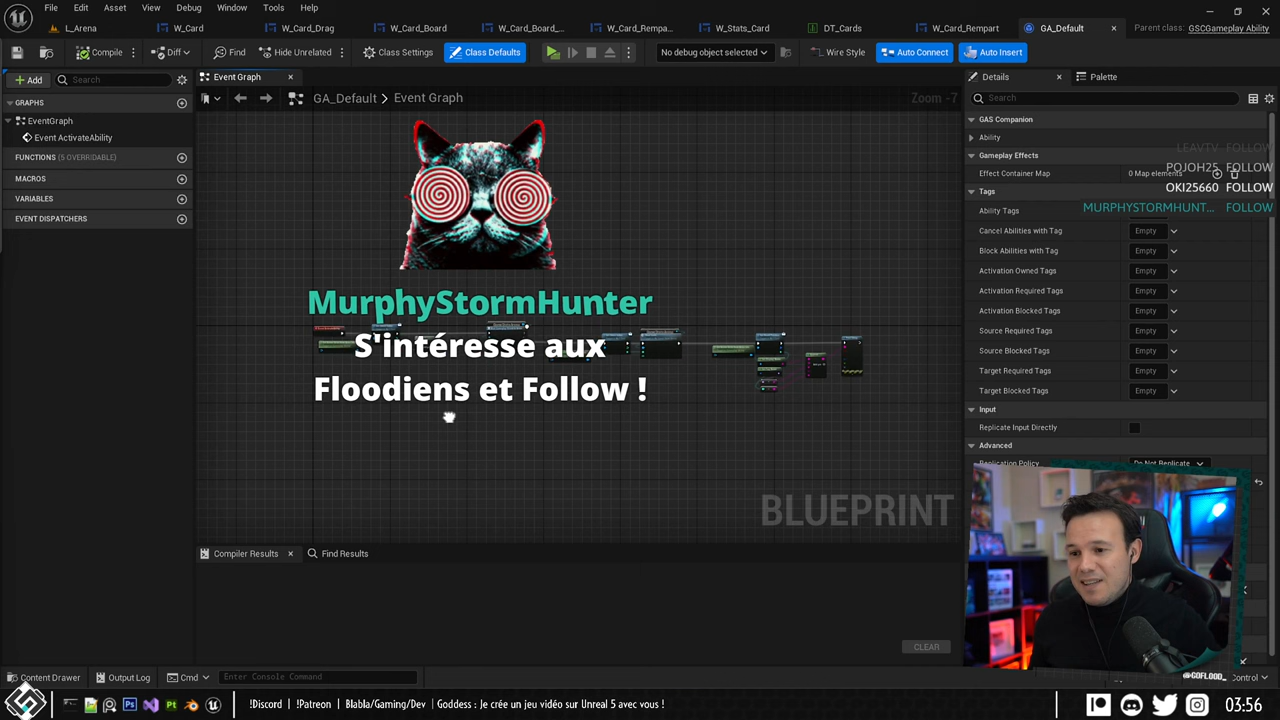 File Edit Asset View Debug Window Tools Help
L_Arena
W_Card
W_Card_Drag
W_Card_Board
W_Card_Board_...
W_Card_Rempa...
W_Stats_Card
DT_Cards
W_Card_Rempart
GA_Default
Parent class: GSCGameplay Ability
Compile
Diff
Find
Hide Unrelated
Class Settings
Class Defaults
No debug object selected
Wire Style
Auto Connect
Auto Insert
Add
Search
Event Graph
Details
Palette
GRAPHS
EventGraph
Event ActivateAbility
FUNCTIONS (5 OVERRIDABLE)
MACROS
VARIABLES
EVENT DISPATCHERS
GA_Default > Event Graph
Zoom -7
MurphyStormHunter
S'intéresse aux
Floodiens et Follow !
BLUEPRINT
Search
GAS Companion
Ability
LEAVTV- FOLLOW
Gameplay Effects
POJOH25 FOLLOW
Effect Container Map 0 Map elements
OKI25660 FOLLOW
Tags
MURPHYSTORMHUNT... FOLLOW
Ability Tags
Cancel Abilities with Tag Empty
Block Abilities with Tag Empty
Activation Owned Tags Empty
Activation Required Tags Empty
Activation Blocked Tags Empty
Source Required Tags Empty
Source Blocked Tags Empty
Target Required Tags Empty
Target Blocked Tags Empty
Input
Replicate Input Directly
Advanced
Replication Policy Do Not Replicate
Compiler Results
Find Results
CLEAR
@GOFLOOD_
Content Drawer
Output Log
Cmd
Enter Console Command
Control
!Discord | !Patreon | Blabla/Gaming/Dev | Goddess : Je crée un jeu vidéo sur Unreal 5 avec vous !
03:56